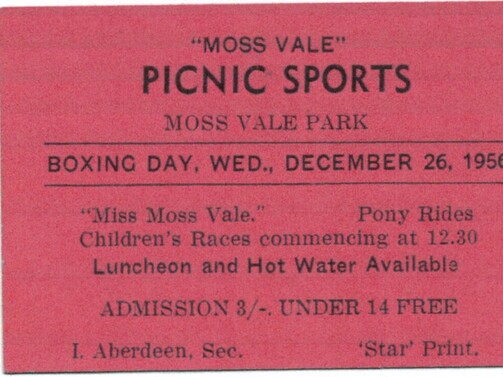 "MOSS VALE"
PICNIC SPORTS
MOSS VALE PARK
BOXING DAY, WED., DECEMBER 26, 1956
"Miss Moss Vale." Pony Rides
Children's Races commencing at 12.30
Luncheon and Hot Water Available
ADMISSION 3/-. UNDER 14 FREE
I. Aberdeen, Sec. 'Star' Print.